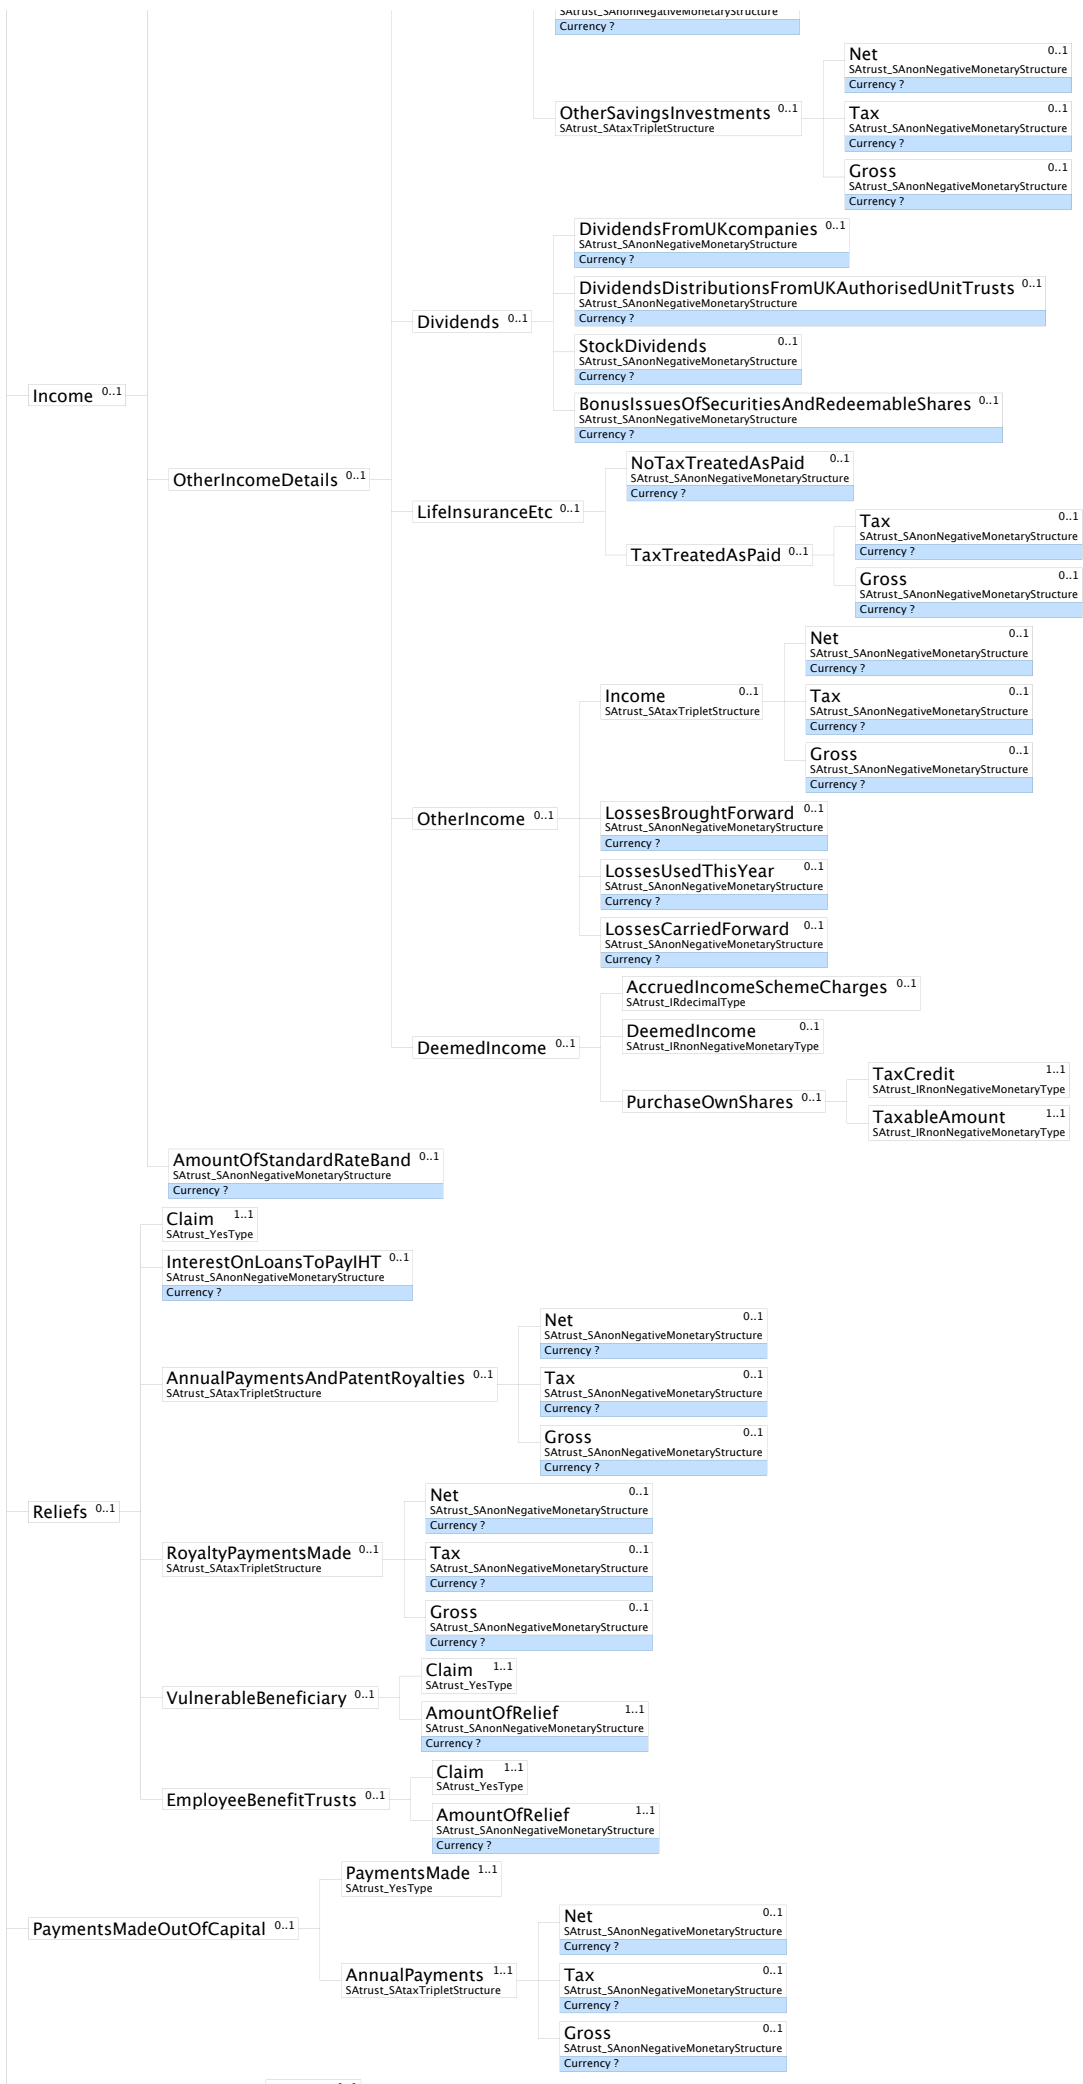 SAtrust_SAnonNegativeMonetaryStructure
Currency ?
Net 0..1
SAtrust_SAnonNegativeMonetaryStructure
Currency ?
OtherSavingsInvestments 0..1
SAtrust_SAtaxTripletStructure
Tax 0..1
SAtrust_SAnonNegativeMonetaryStructure
Currency ?
Gross 0..1
SAtrust_SAnonNegativeMonetaryStructure
Currency ?
DividendsFromUKcompanies 0..1
SAtrust_SAnonNegativeMonetaryStructure
Currency ?
DividendsDistributionsFromUKAuthorisedUnitTrusts 0..1
SAtrust_SAnonNegativeMonetaryStructure
Currency ?
Dividends 0..1
StockDividends 0..1
SAtrust_SAnonNegativeMonetaryStructure
Currency ?
BonusIssuesOfSecuritiesAndRedeemableShares 0..1
SAtrust_SAnonNegativeMonetaryStructure
Currency ?
Income 0..1
OtherIncomeDetails 0..1
NoTaxTreatedAsPaid 0..1
SAtrust_SAnonNegativeMonetaryStructure
Currency ?
LifeInsuranceEtc 0..1
TaxTreatedAsPaid 0..1
Tax 0..1
SAtrust_SAnonNegativeMonetaryStructure
Currency ?
Gross 0..1
SAtrust_SAnonNegativeMonetaryStructure
Currency ?
Net 0..1
SAtrust_SAnonNegativeMonetaryStructure
Currency ?
Income 0..1
SAtrust_SAtaxTripletStructure
Tax 0..1
SAtrust_SAnonNegativeMonetaryStructure
Currency ?
Gross 0..1
SAtrust_SAnonNegativeMonetaryStructure
Currency ?
OtherIncome 0..1
LossesBroughtForward 0..1
SAtrust_SAnonNegativeMonetaryStructure
Currency ?
LossesUsedThisYear 0..1
SAtrust_SAnonNegativeMonetaryStructure
Currency ?
LossesCarriedForward 0..1
SAtrust_SAnonNegativeMonetaryStructure
Currency ?
AccruedIncomeSchemeCharges 0..1
SAtrust_IRdecimalType
DeemedIncome 0..1
DeemedIncome 0..1
SAtrust_IRnonNegativeMonetaryType
PurchaseOwnShares 0..1
TaxCredit 1..1
SAtrust_IRnonNegativeMonetaryType
TaxableAmount 1..1
SAtrust_IRnonNegativeMonetaryType
AmountOfStandardRateBand 0..1
SAtrust_SAnonNegativeMonetaryStructure
Currency ?
Claim 1..1
SAtrust_YesType
InterestOnLoansToPayIHT 0..1
SAtrust_SAnonNegativeMonetaryStructure
Currency ?
Net 0..1
SAtrust_SAnonNegativeMonetaryStructure
Currency ?
AnnualPaymentsAndPatentRoyalties 0..1
SAtrust_SAtaxTripletStructure
Tax 0..1
SAtrust_SAnonNegativeMonetaryStructure
Currency ?
Gross 0..1
SAtrust_SAnonNegativeMonetaryStructure
Currency ?
Reliefs 0..1
Net 0..1
SAtrust_SAnonNegativeMonetaryStructure
Currency ?
RoyaltyPaymentsMade 0..1
SAtrust_SAtaxTripletStructure
Tax 0..1
SAtrust_SAnonNegativeMonetaryStructure
Currency ?
Gross 0..1
SAtrust_SAnonNegativeMonetaryStructure
Currency ?
VulnerableBeneficiary 0..1
Claim 1..1
SAtrust_YesType
AmountOfRelief 1..1
SAtrust_SAnonNegativeMonetaryStructure
Currency ?
EmployeeBenefitTrusts 0..1
Claim 1..1
SAtrust_YesType
AmountOfRelief 1..1
SAtrust_SAnonNegativeMonetaryStructure
Currency ?
PaymentsMadeOutOfCapital 0..1
PaymentsMade 1..1
SAtrust_YesType
AnnualPayments 1..1
SAtrust_SAtaxTripletStructure
Net 0..1
SAtrust_SAnonNegativeMonetaryStructure
Currency ?
Tax 0..1
SAtrust_SAnonNegativeMonetaryStructure
Currency ?
Gross 0..1
SAtrust_SAnonNegativeMonetaryStructure
Currency ?